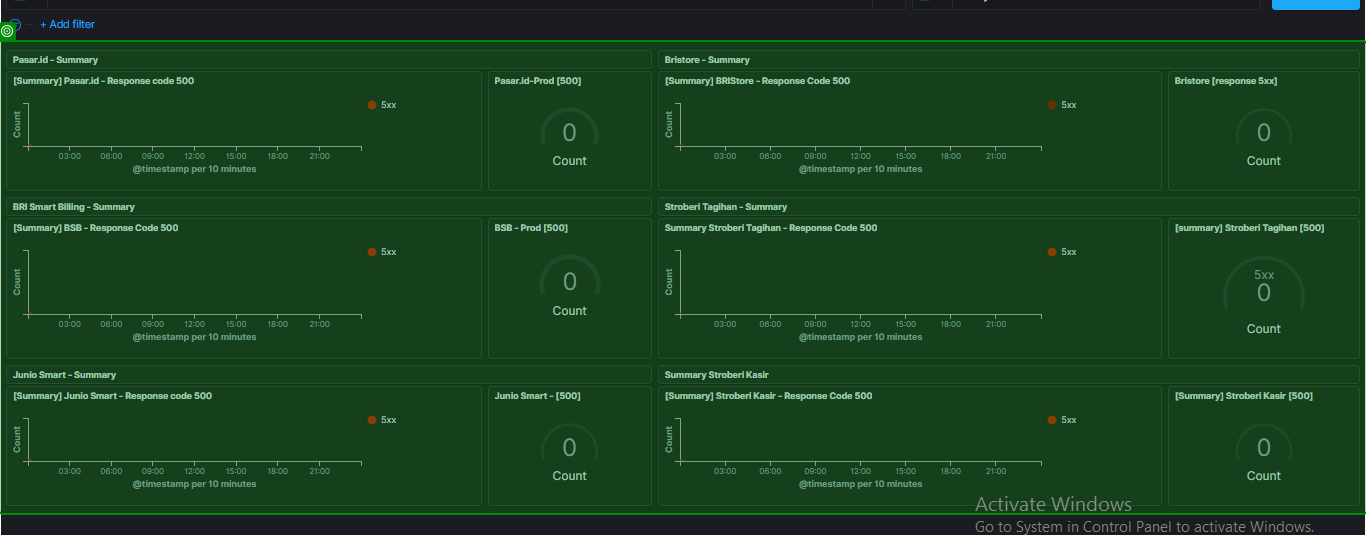 + Add filter
Pasar.id - Summary
[Summary] Pasar.id - Response code 500
Count
5xx
03:00 06:00 09:00 12:00 15:00 18:00 21:00
@timestamp per 10 minutes
Pasar.id-Prod [500]
0
Count
Bristore - Summary
[Summary] BRIStore - Response Code 500
Count
5xx
03:00 06:00 09:00 12:00 15:00 18:00 21:00
@timestamp per 10 minutes
Bristore [response 5xx]
0
Count
BRI Smart Billing - Summary
[Summary] BSB - Response Code 500
Count
5xx
03:00 06:00 09:00 12:00 15:00 18:00 21:00
@timestamp per 10 minutes
BSB - Prod [500]
0
Count
Stroberi Tagihan - Summary
Summary Stroberi Tagihan - Response Code 500
Count
5xx
03:00 06:00 09:00 12:00 15:00 18:00 21:00
@timestamp per 10 minutes
[summary] Stroberi Tagihan [500]
5xx
0
Count
Junio Smart - Summary
[Summary] Junio Smart - Response code 500
Count
5xx
03:00 06:00 09:00 12:00 15:00 18:00 21:00
@timestamp per 10 minutes
Junio Smart - [500]
0
Count
Summary Stroberi Kasir
[Summary] Stroberi Kasir - Response Code 500
Count
5xx
03:00 06:00 09:00 12:00 15:00 18:00 21:00
@timestamp per 10 minutes
[Summary] Stroberi Kasir [500]
0
Count
Activate Windows
Go to System in Control Panel to activate Windows.